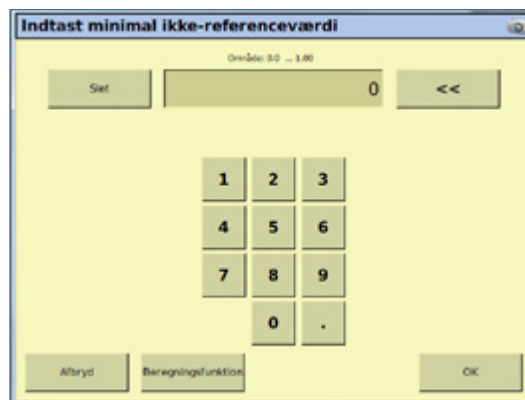 Indtast minimal ikke-referenceværdi
Område: 0.0 ... 1.00
Slet 0 <<
1 2 3
4 5 6
7 8 9
0 .
Afbryd Beregningsfunktion OK